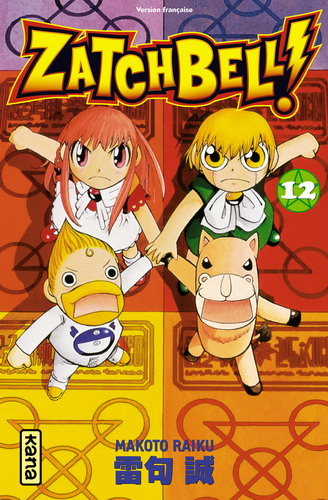 Version française
ZATCHBELL!
12
MAKOTO RAIKU
雷句 誠
kana